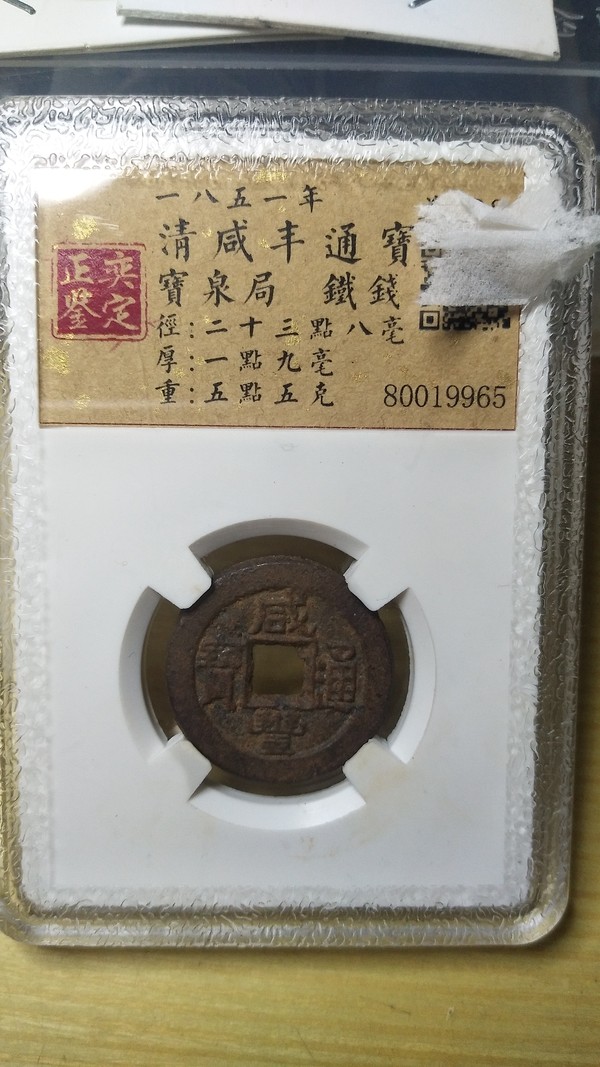 一八五一年
清咸丰通寶
寶泉局 鐵錢
徑:二十三點八毫
厚:一點九毫
重:五點五克
80019965
奕定
正鑒
咸豐通寶